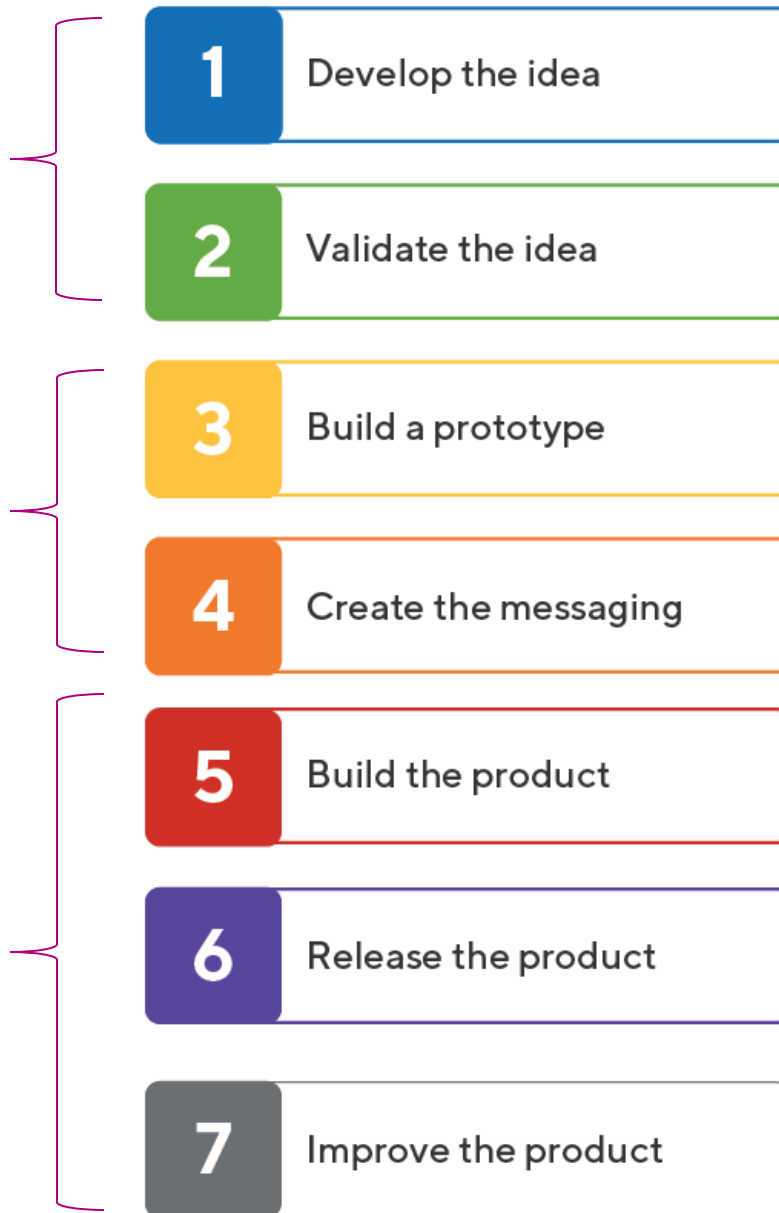 1 Develop the idea
2 Validate the idea
3 Build a prototype
4 Create the messaging
5 Build the product
6 Release the product
7 Improve the product